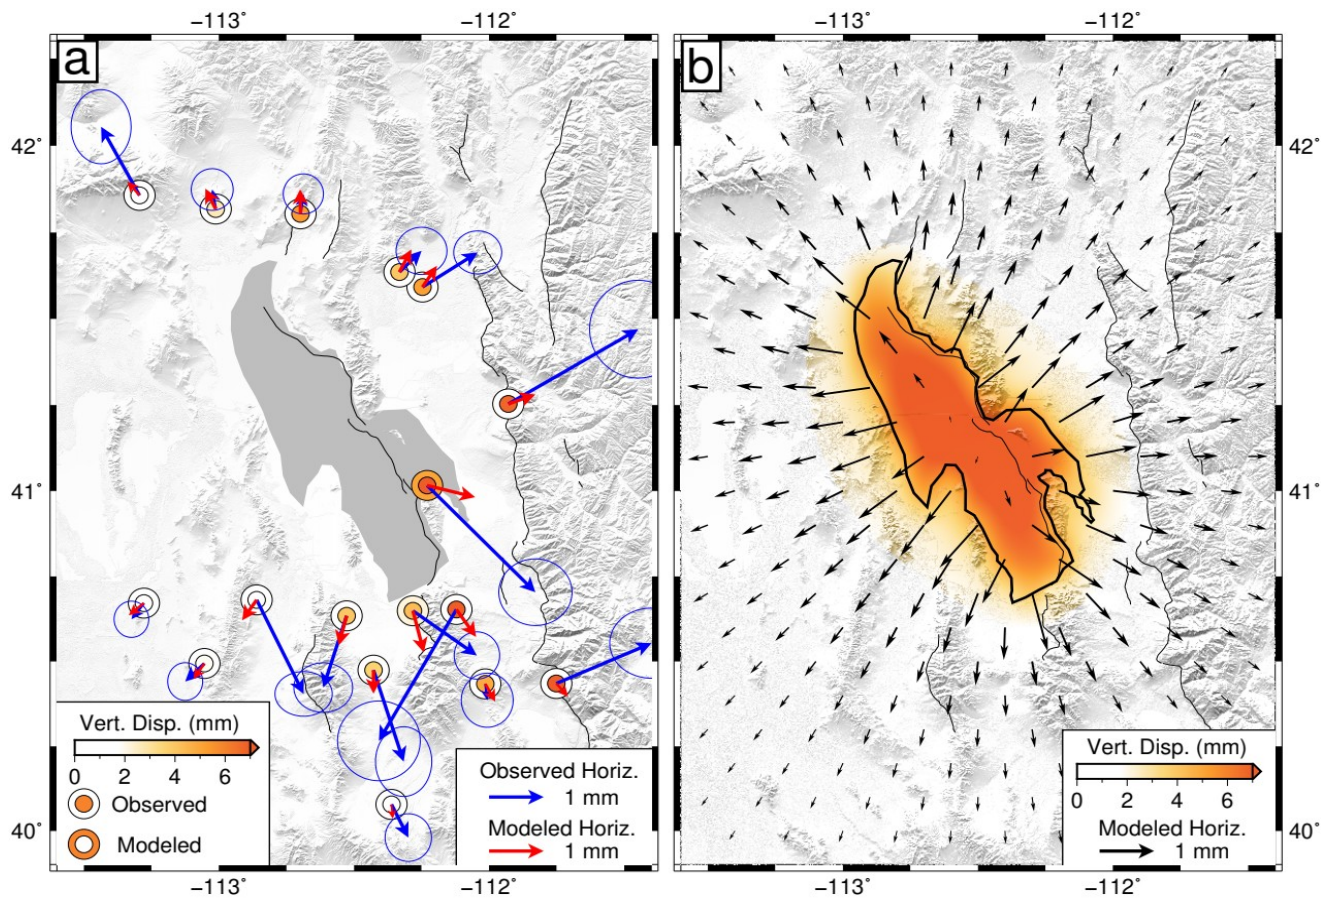 −113˚ −112˚ −113˚ −112˚
a b
42˚ 42˚
41˚ 41˚
40˚ 40˚
Vert. Disp. (mm)
0 2 4 6
Observed
Modeled
Observed Horiz.
1 mm
Modeled Horiz.
1 mm
Vert. Disp. (mm)
0 2 4 6
Modeled Horiz.
1 mm
−113˚ −112˚ −113˚ −112˚